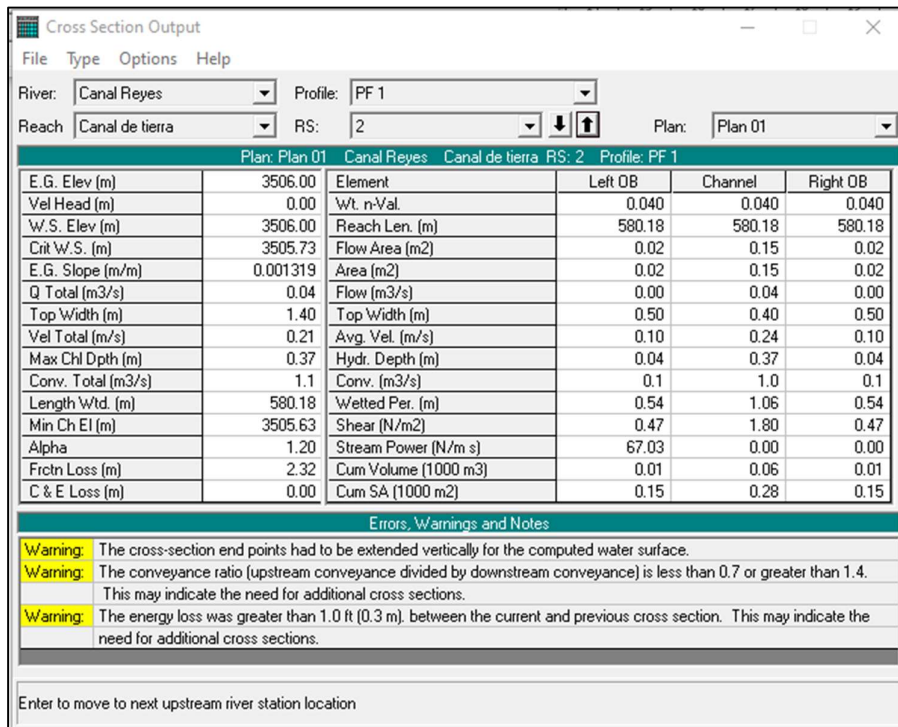 Cross Section Output
File Type Options Help
River: Canal Reyes Profile: PF 1
Reach Canal de tierra RS: 2 Plan: Plan 01
Plan: Plan 01 Canal Reyes Canal de tierra RS: 2 Profile: PF 1
E.G. Elev (m) 3506.00 Element Left OB Channel Right OB
Vel Head (m) 0.00 Wt. n-Val. 0.040 0.040 0.040
W.S. Elev (m) 3506.00 Reach Len. (m) 580.18 580.18 580.18
Crit W.S. (m) 3505.73 Flow Area (m2) 0.02 0.15 0.02
E.G. Slope (m/m) 0.001319 Area (m2) 0.02 0.15 0.02
Q Total (m3/s) 0.04 Flow (m3/s) 0.00 0.04 0.00
Top Width (m) 1.40 Top Width (m) 0.50 0.40 0.50
Vel Total (m/s) 0.21 Avg. Vel. (m/s) 0.10 0.24 0.10
Max Chl Dpth (m) 0.37 Hydr. Depth (m) 0.04 0.37 0.04
Conv. Total (m3/s) 1.1 Conv. (m3/s) 0.1 1.0 0.1
Length Wtd. (m) 580.18 Wetted Per. (m) 0.54 1.06 0.54
Min Ch El (m) 3505.63 Shear (N/m2) 0.47 1.80 0.47
Alpha 1.20 Stream Power (N/m s) 67.03 0.00 0.00
Frctn Loss (m) 2.32 Cum Volume (1000 m3) 0.01 0.06 0.01
C & E Loss (m) 0.00 Cum SA (1000 m2) 0.15 0.28 0.15
Errors, Warnings and Notes
Warning: The cross-section end points had to be extended vertically for the computed water surface.
Warning: The conveyance ratio (upstream conveyance divided by downstream conveyance) is less than 0.7 or greater than 1.4.
This may indicate the need for additional cross sections.
Warning: The energy loss was greater than 1.0 ft (0.3 m). between the current and previous cross section. This may indicate the
need for additional cross sections.
Enter to move to next upstream river station location